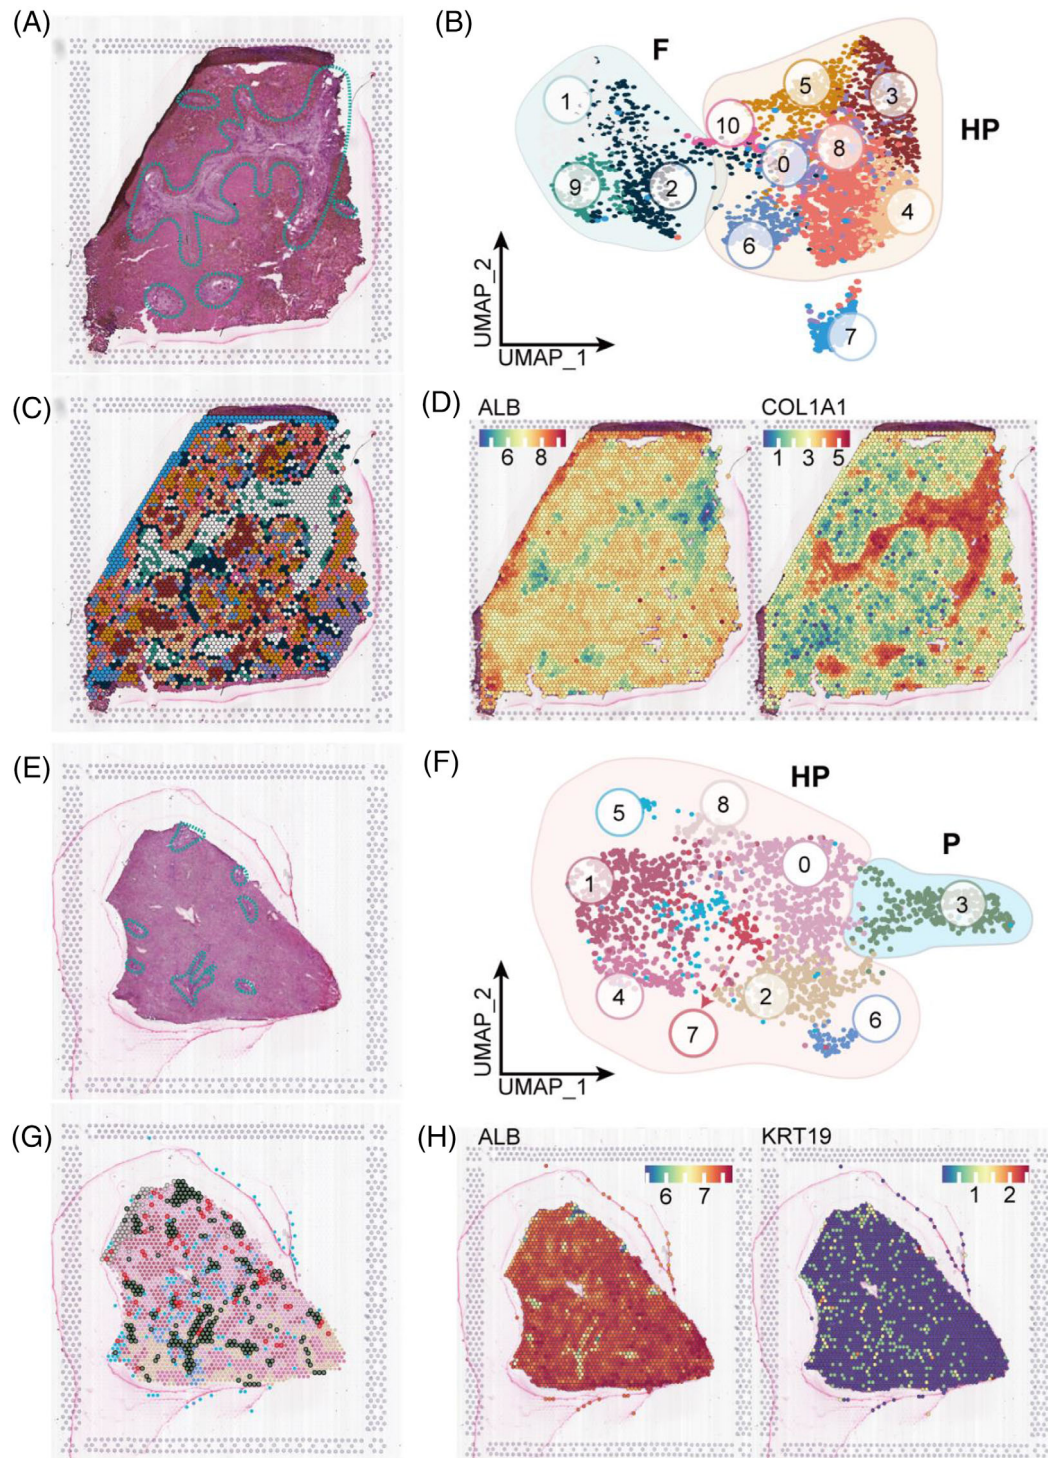 (A)
(B)
F
HP
1
9
2
10
5
3
0
8
4
6
7
UMAP_2
UMAP_1
(C)
(D)
ALB
6 8
COL1A1
1 3 5
(E)
(F)
HP
P
5
8
1
0
3
4
2
7
6
UMAP_2
UMAP_1
(G)
(H)
ALB
6 7
KRT19
1 2